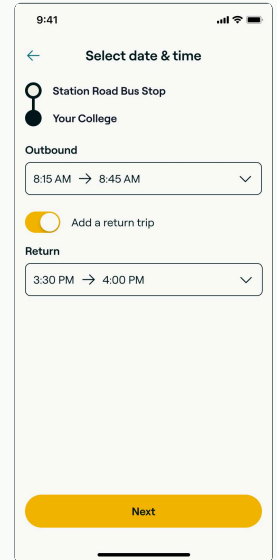 9:41
Select date & time
Station Road Bus Stop
Your College
Outbound
8:15 AM → 8:45 AM
Add a return trip
Return
3:30 PM → 4:00 PM
Next